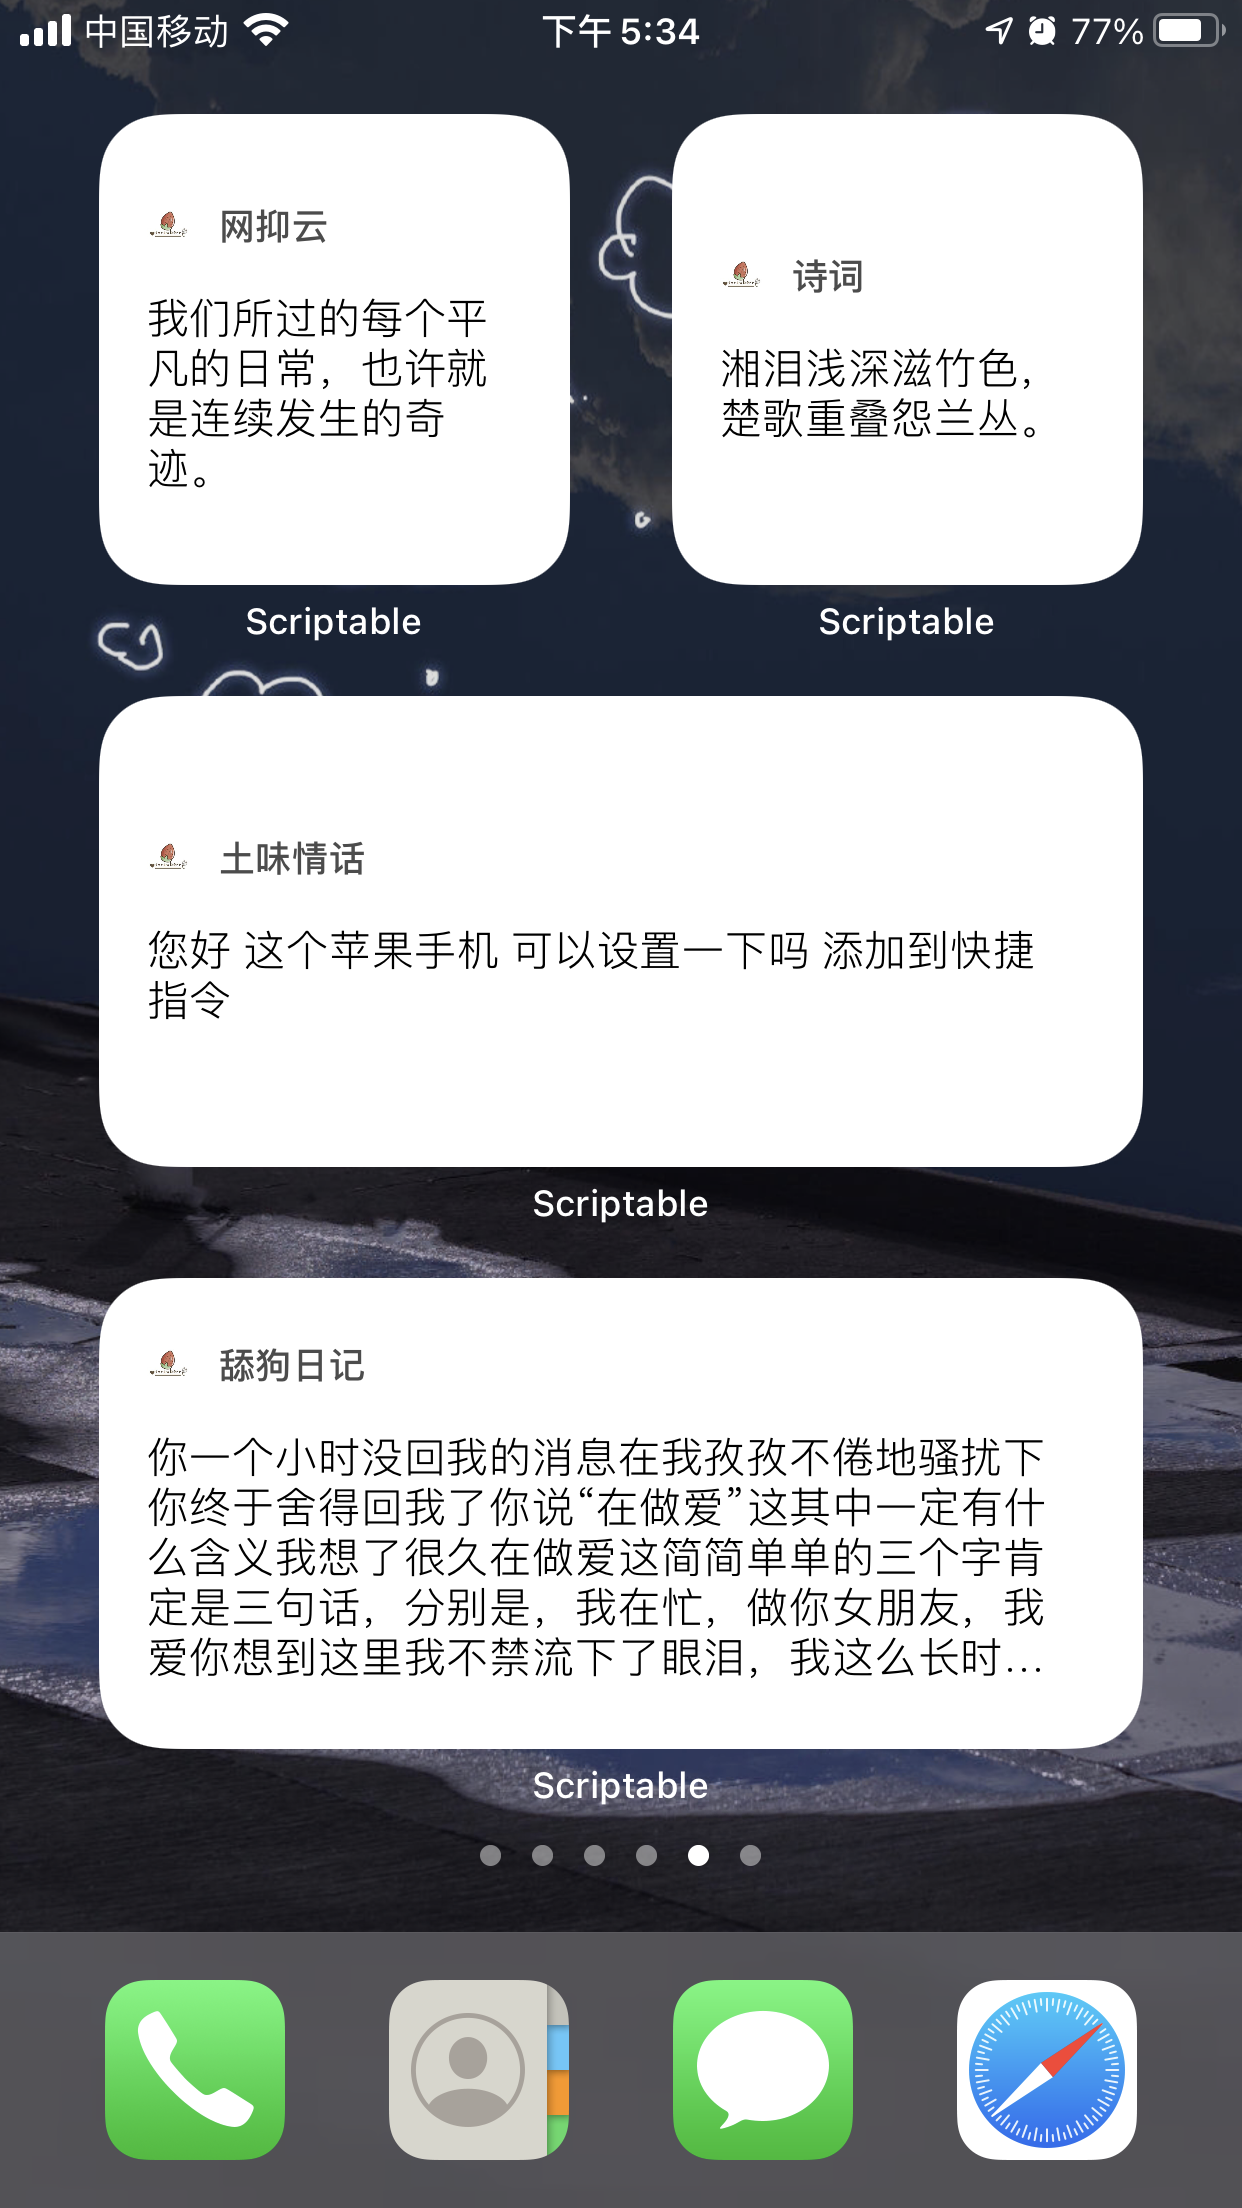 中国移动
下午 5:34
77%
网抑云
我们所过的每个平
凡的日常，也许就
是连续发生的奇
迹。
Scriptable
诗词
湘泪浅深滋竹色，
楚歌重叠怨兰丛。
Scriptable
土味情话
您好 这个苹果手机 可以设置一下吗 添加到快捷
指令
Scriptable
舔狗日记
你一个小时没回我的消息在我孜孜不倦地骚扰下
你终于舍得回我了你说“在做爱”这其中一定有什
么含义我想了很久在做爱这简简单单的三个字肯
定是三句话，分别是，我在忙，做你女朋友，我
爱你想到这里我不禁流下了眼泪，我这么长时...
Scriptable